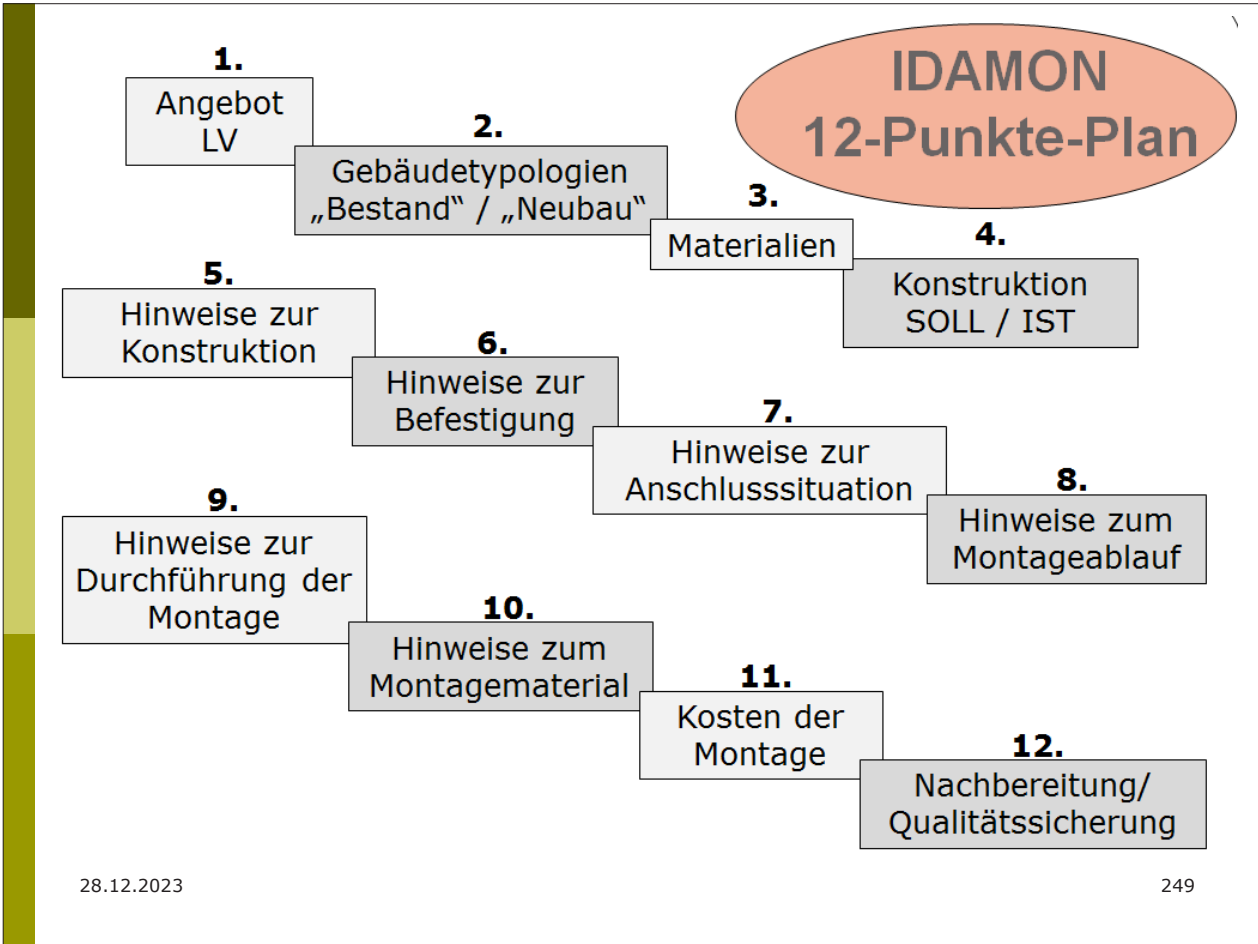 IDAMON
12-Punkte-Plan
1.
Angebot
LV
2.
Gebäudetypologien
„Bestand“ / „Neubau“
3.
Materialien
4.
Konstruktion
SOLL / IST
5.
Hinweise zur
Konstruktion
6.
Hinweise zur
Befestigung
7.
Hinweise zur
Anschlusssituation
8.
Hinweise zum
Montageablauf
9.
Hinweise zur
Durchführung der
Montage
10.
Hinweise zum
Montagematerial
11.
Kosten der
Montage
12.
Nachbereitung/
Qualitätssicherung
28.12.2023
249